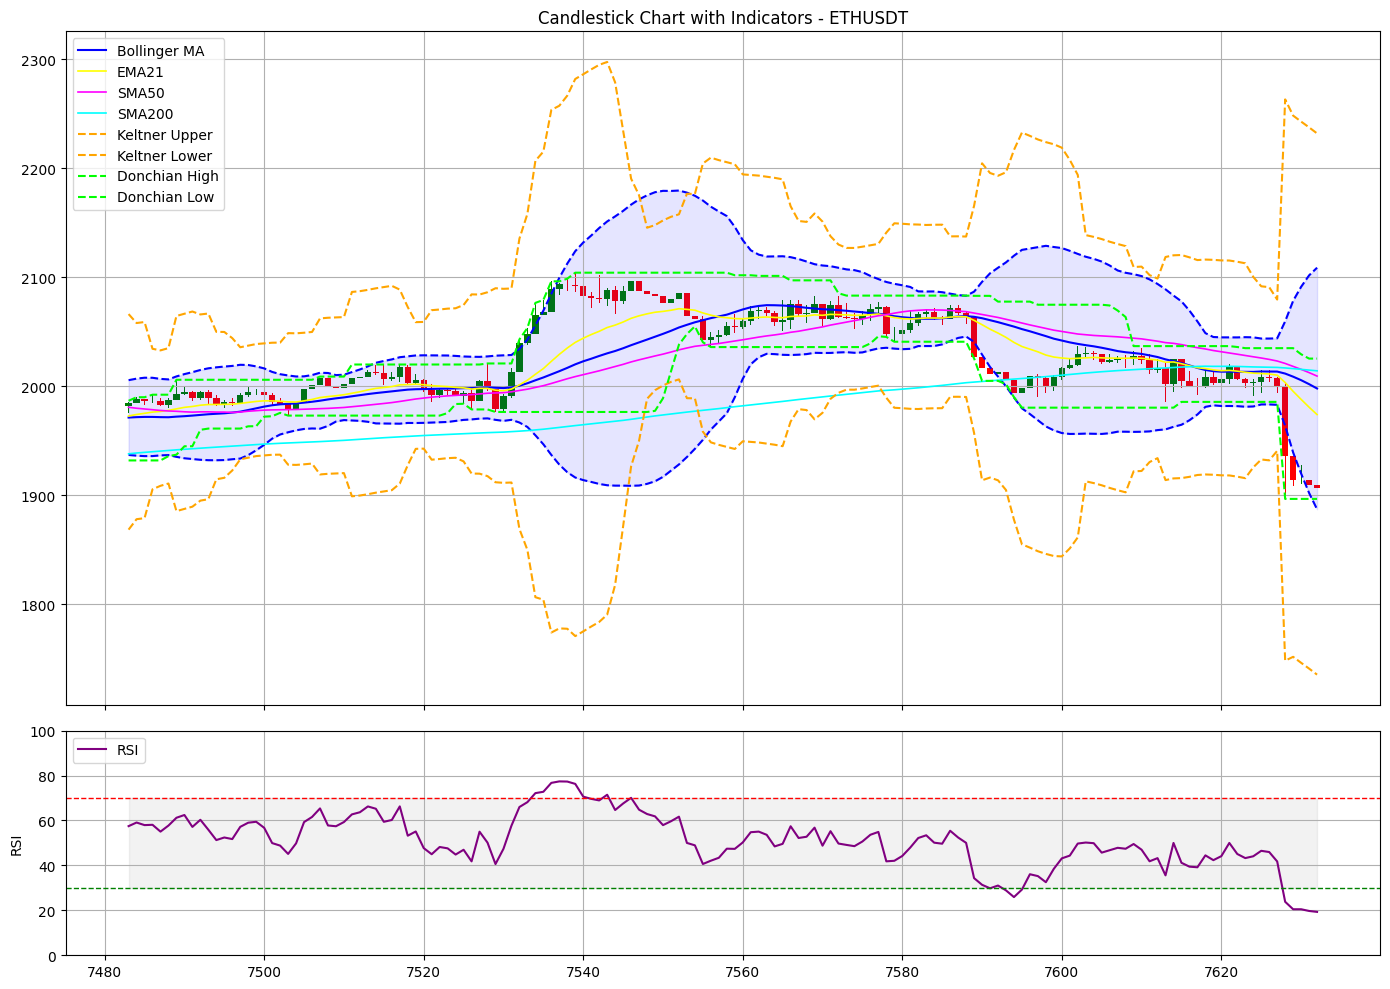 Candlestick Chart with Indicators - ETHUSDT
2300
2200
2100
2000
1900
1800
Bollinger MA
EMA21
SMA50
SMA200
Keltner Upper
Keltner Lower
Donchian High
Donchian Low
100
80
60
40
20
0
RSI
RSI
7480 7500 7520 7540 7560 7580 7600 7620